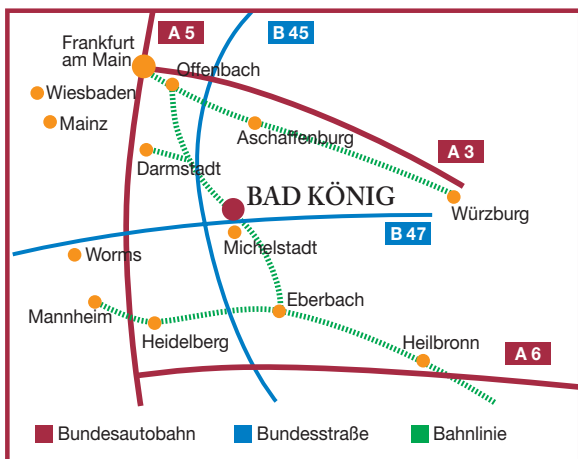 A 5
B 45
Frankfurt
am Main
Offenbach
Wiesbaden
Mainz
Aschaffenburg
A 3
Darmstadt
BAD KÖNIG
Würzburg
B 47
Michelstadt
Worms
Eberbach
Mannheim
Heidelberg
Heilbronn
A 6
Bundesautobahn
Bundesstraße
Bahnlinie